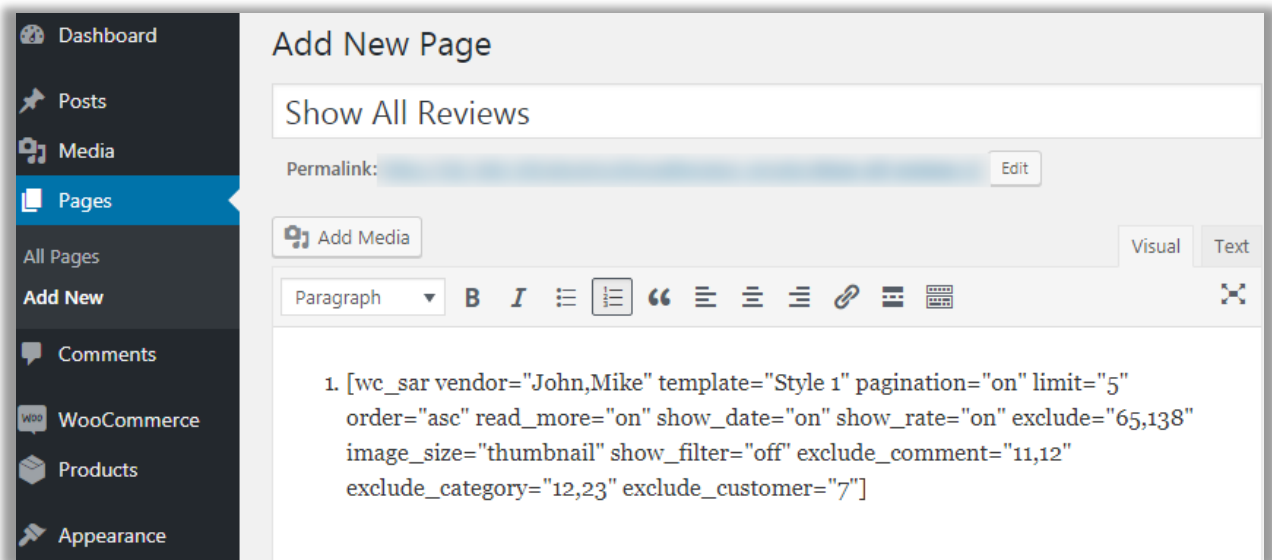 Dashboard
Posts
Media
Pages
All Pages
Add New
Comments
WOO WooCommerce
Products
Appearance
Add New Page
Show All Reviews
Permalink:
Edit
Add Media
Visual Text
Paragraph B I
1. [wc_sar vendor="John,Mike" template="Style 1" pagination="on" limit="5"
order="asc" read_more="on" show_date="on" show_rate="on" exclude="65,138"
image_size="thumbnail" show_filter="off" exclude_comment="11,12"
exclude_category="12,23" exclude_customer="7"]